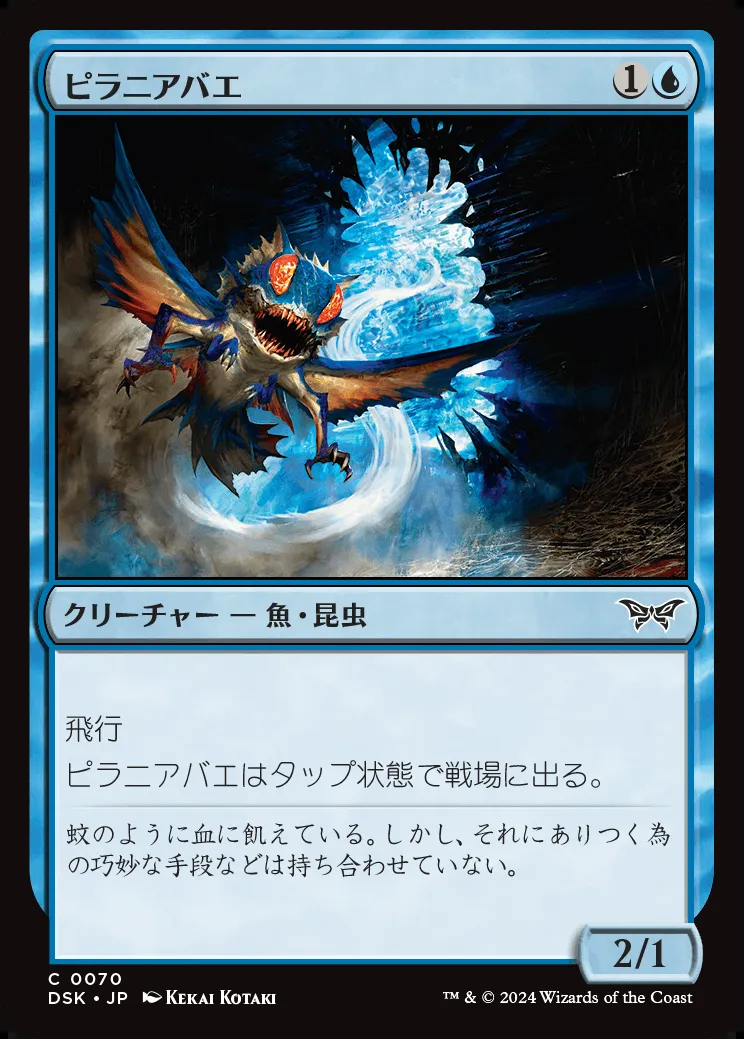 ピラニアバエ 1
クリーチャー — 魚・昆虫
飛行
ピラニアバエはタップ状態で戦場に出る。
蚊のように血に飢えている。しかし、それにありつく為
の巧妙な手段などは持ち合わせていない。
2/1
C 0070
DSK • JP KEKAI KOTAKI
™ & © 2024 Wizards of the Coast